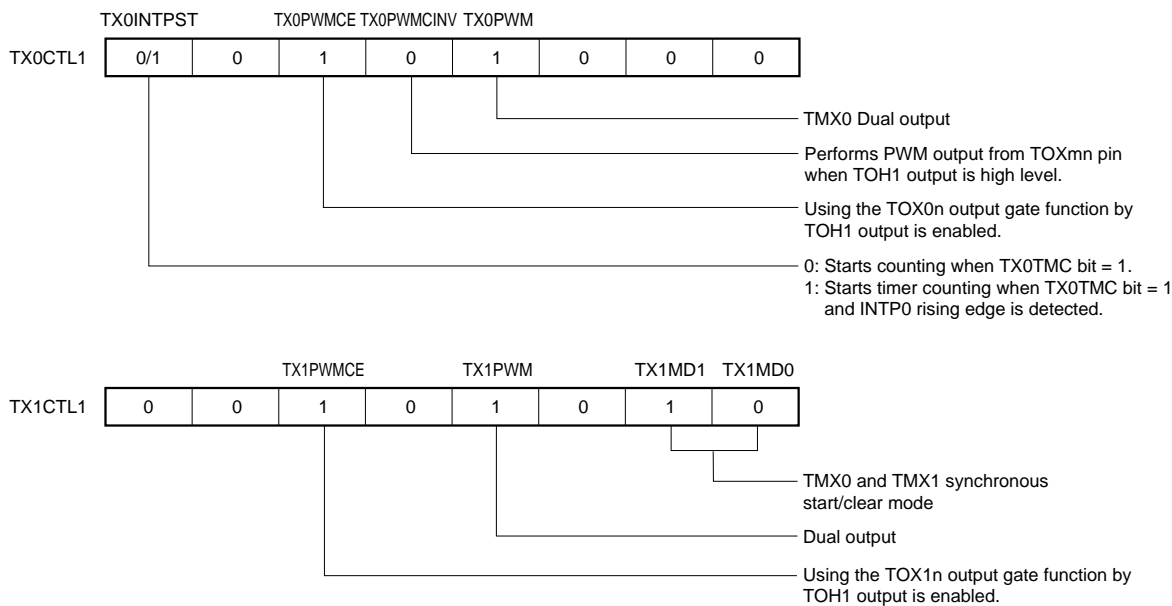 TX0INTPST TX0PWMCE TX0PWMCINV TX0PWM
TX0CTL1 0/1 0 1 0 1 0 0 0
TMX0 Dual output
Performs PWM output from TOXmn pin
when TOH1 output is high level.
Using the TOX0n output gate function by
TOH1 output is enabled.
0: Starts counting when TX0TMC bit = 1.
1: Starts timer counting when TX0TMC bit = 1
and INTP0 rising edge is detected.
TX1PWMCE TX1PWM TX1MD1 TX1MD0
TX1CTL1 0 0 1 0 1 0 1 0
TMX0 and TMX1 synchronous
start/clear mode
Dual output
Using the TOX1n output gate function by
TOH1 output is enabled.